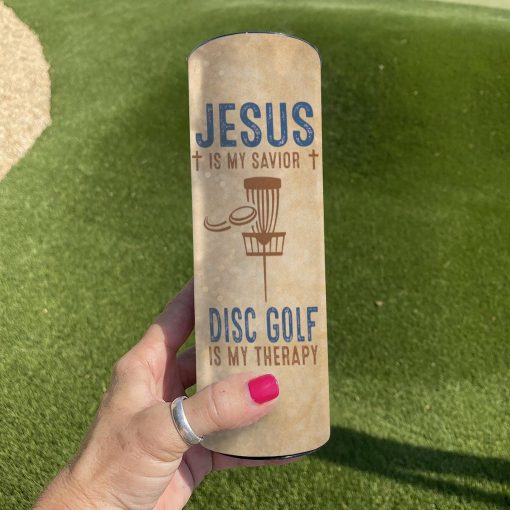 JESUS
IS MY SAVIOR
DISC GOLF
IS MY THERAPY